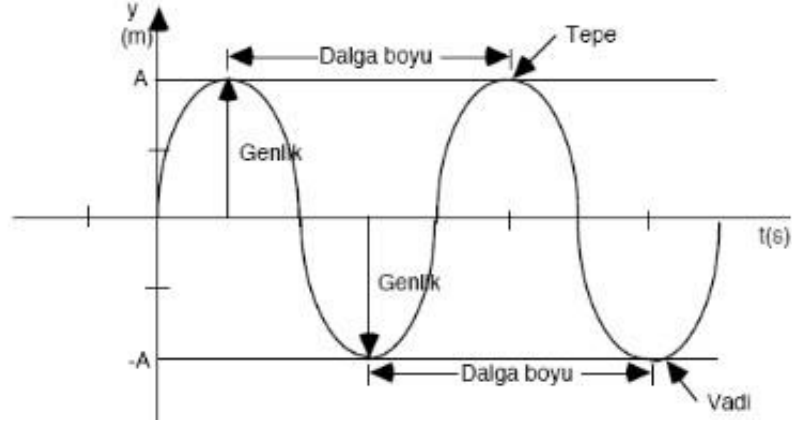 y
(m)
Dalga boyu
Tepe
A
Genlik
t(s)
Genlik
-A
Dalga boyu
Vadi